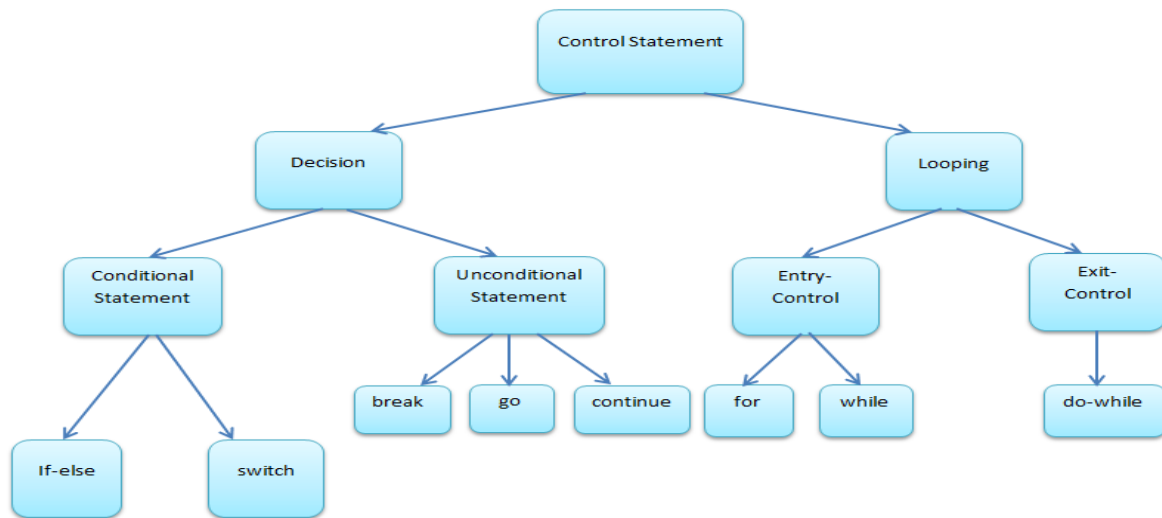 Control Statement
Decision
Looping
Conditional
Statement
Unconditional
Statement
Entry-
Control
Exit-
Control
break
go
continue
for
while
do-while
If-else
switch